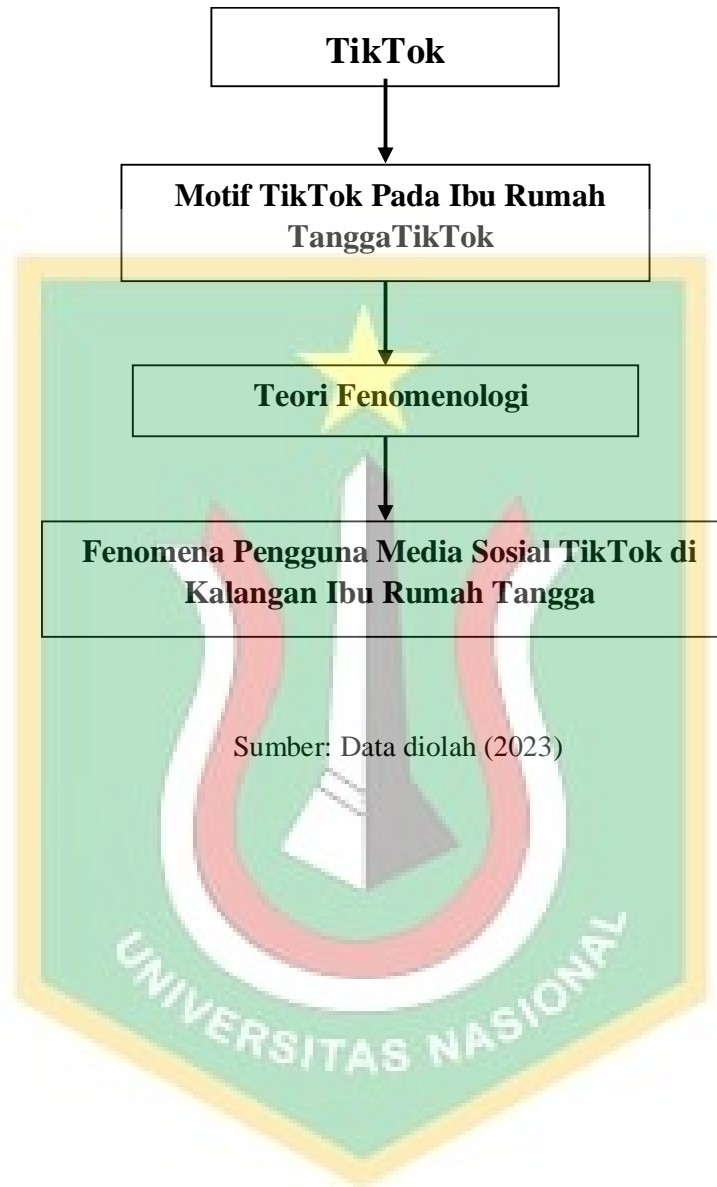 TikTok
Motif TikTok Pada Ibu Rumah
TanggaTikTok
Teori Fenomenologi
Fenomena Pengguna Media Sosial TikTok di
Kalangan Ibu Rumah Tangga
Sumber: Data diolah (2023)
UNIVERSITAS NASIONAL